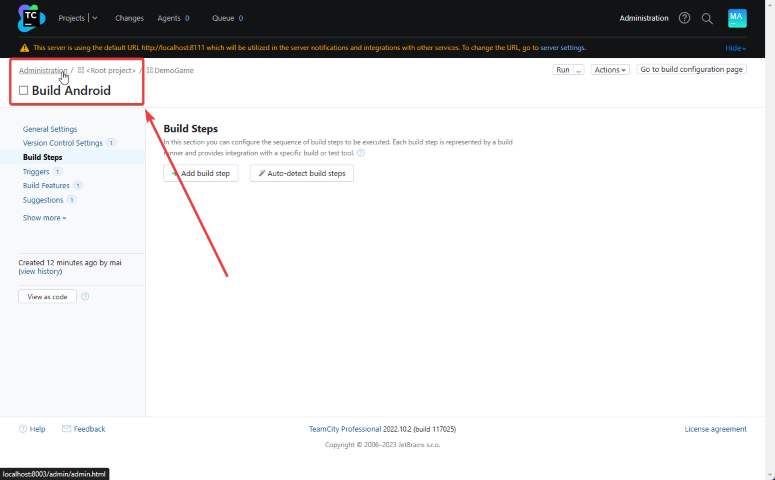 TC
Projects
Changes
Agents 0
Queue 0
Administration
MA
This server is using the default URL http://localhost:8111 which will be utilized in the server notifications and integrations with other services. To change the URL, go to server settings.
Hide
Administration / <Root project> / DemoGame
Run ...
Actions
Go to build configuration page
Build Android
General Settings
Version Control Settings 1
Build Steps
Triggers 1
Build Features 1
Suggestions 1
Show more »
Created 12 minutes ago by mai
(view history)
View as code
Build Steps
In this section you can configure the sequence of build steps to be executed. Each build step is represented by a build
runner and provides integration with a specific build or test tool.
+ Add build step
Auto-detect build steps
Help
Feedback
TeamCity Professional 2022.10.2 (build 117025)
License agreement
Copyright © 2006–2023 JetBrains s.r.o.
localhost:8003/admin/admin.html